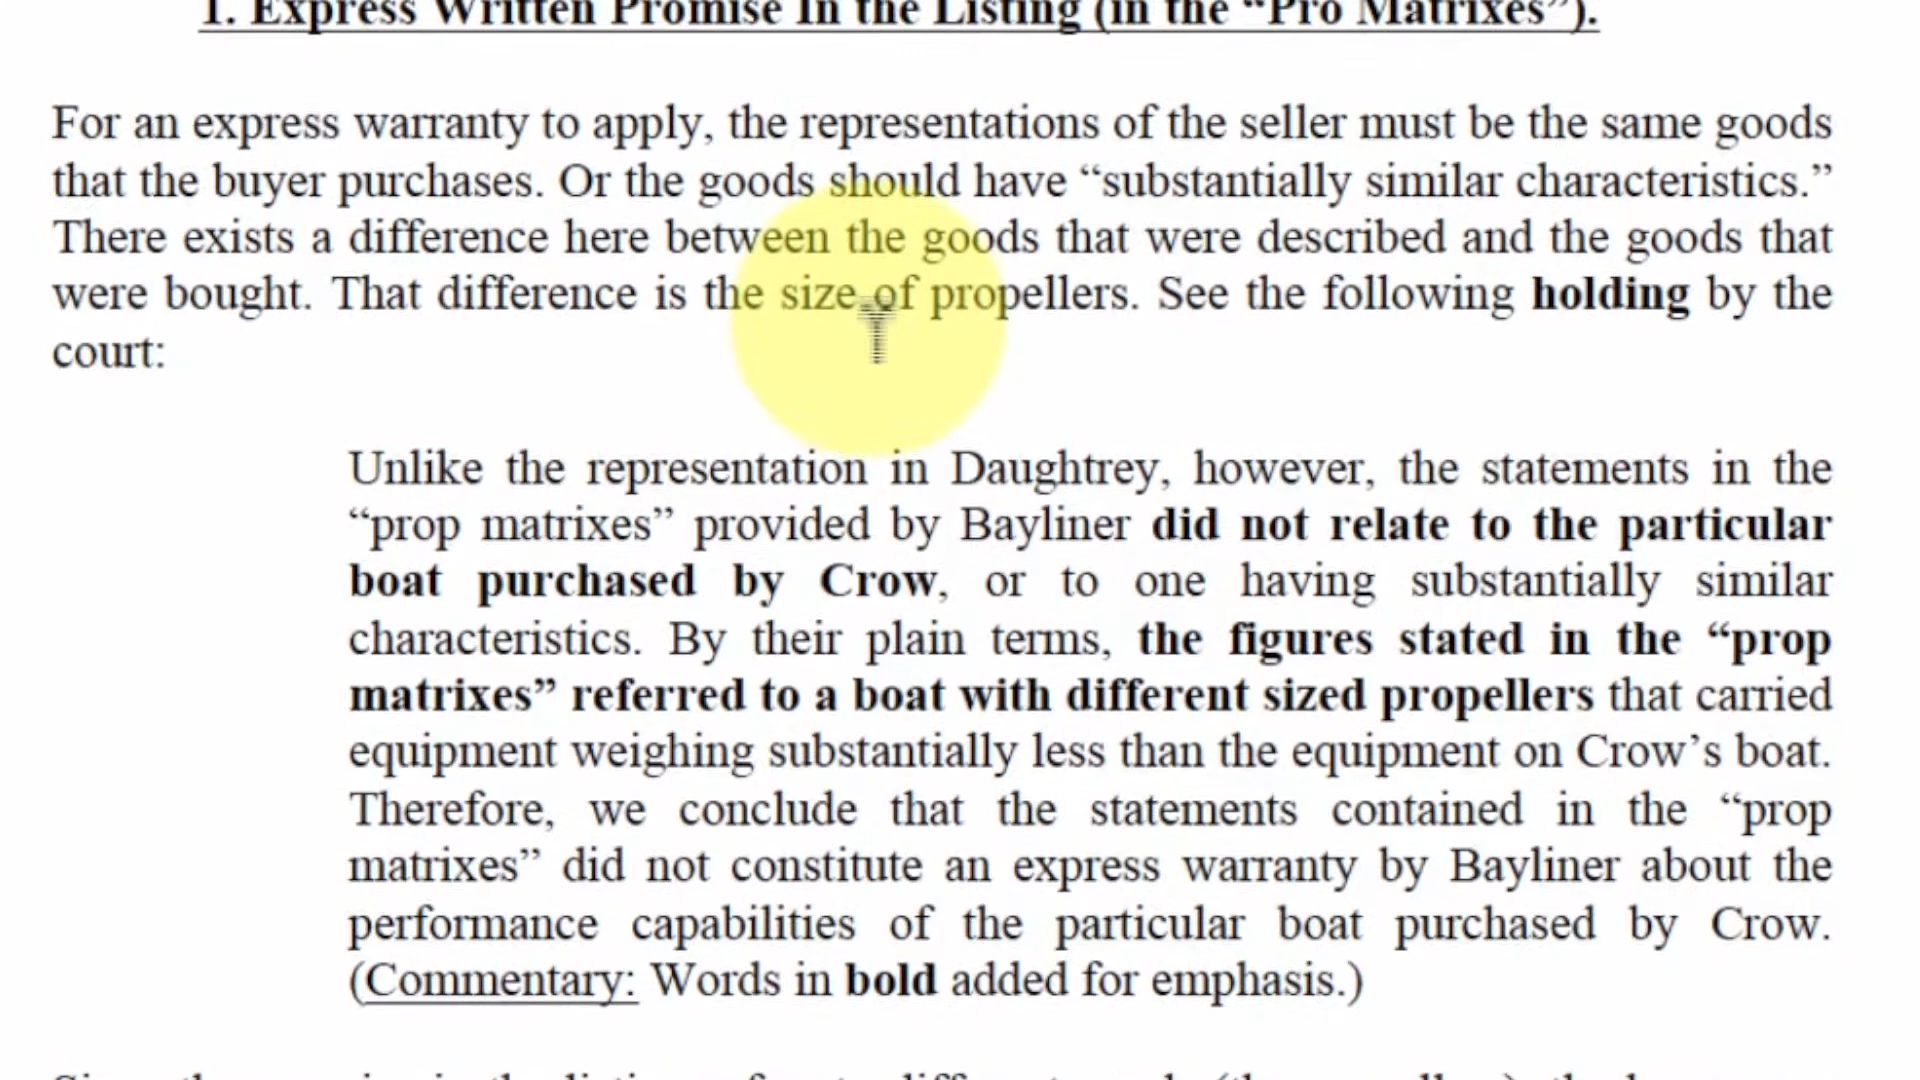 1. Express Written Promise In the Listing (in the “Pro Matrixes”).
For an express warranty to apply, the representations of the seller must be the same goods
that the buyer purchases. Or the goods should have “substantially similar characteristics.”
There exists a difference here between the goods that were described and the goods that
were bought. That difference is the size of propellers. See the following holding by the
court:
Unlike the representation in Daughtrey, however, the statements in the
“prop matrixes” provided by Bayliner did not relate to the particular
boat purchased by Crow, or to one having substantially similar
characteristics. By their plain terms, the figures stated in the “prop
matrixes” referred to a boat with different sized propellers that carried
equipment weighing substantially less than the equipment on Crow’s boat.
Therefore, we conclude that the statements contained in the “prop
matrixes” did not constitute an express warranty by Bayliner about the
performance capabilities of the particular boat purchased by Crow.
(Commentary: Words in bold added for emphasis.)